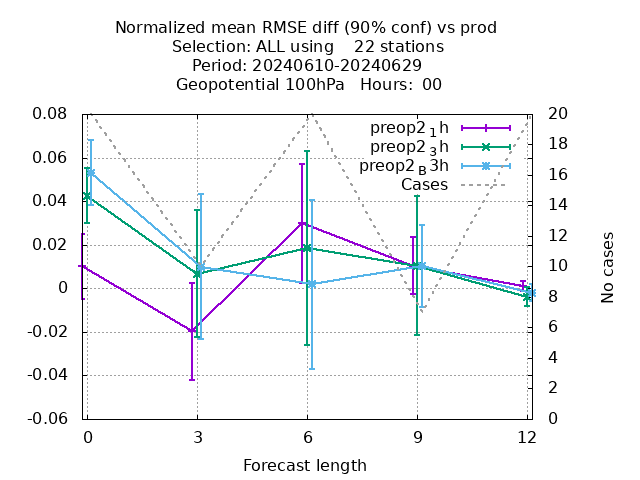 Normalized mean RMSE diff (90% conf) vs prod
Selection: ALL using    22 stations
Period: 20240610-20240629
Geopotential 100hPa   Hours:  00
preop2 1h
preop2 3h
preop2 B3h
Cases
0.08
0.06
0.04
0.02
0
-0.02
-0.04
-0.06
20
18
16
14
12
10
8
6
4
2
0
No cases
0 3 6 9 12
Forecast length